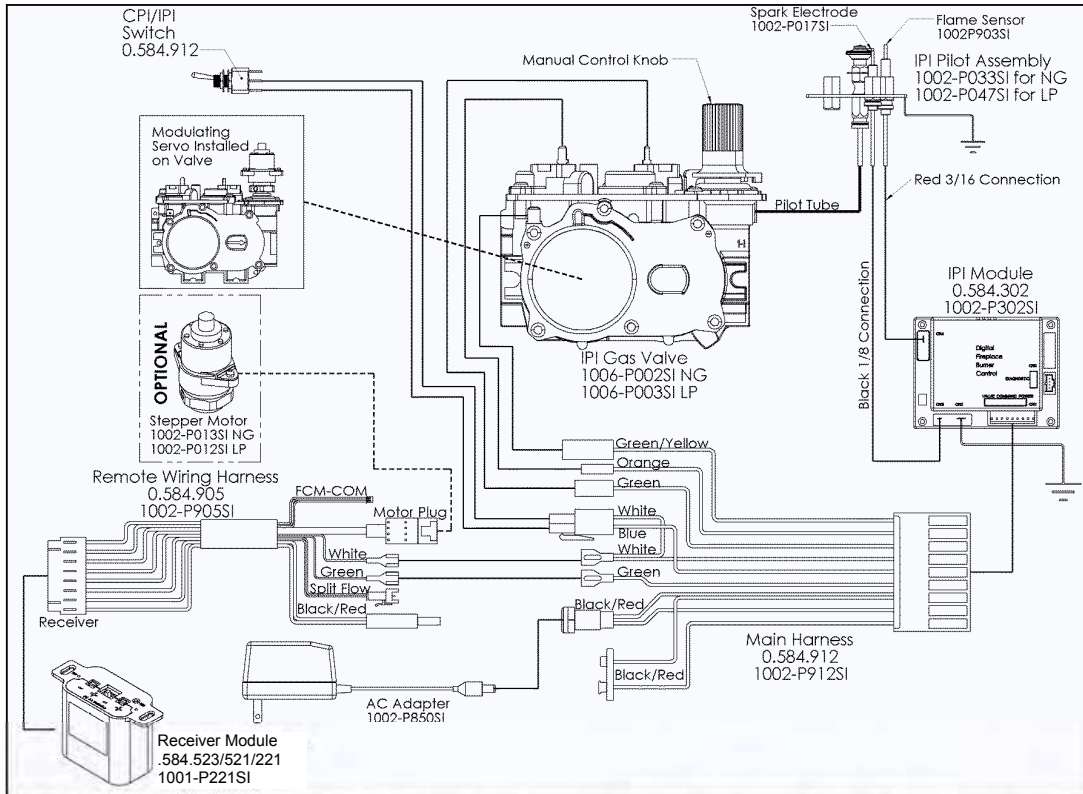 CPI/IPI
Switch
0.584.912
Spark Electrode
1002-P017SI
Flame Sensor
1002P903SI
IPI Pilot Assembly
1002-P033SI for NG
1002-P047SI for LP
Manual Control Knob
Modulating
Servo Installed
on Valve
Pilot Tube
Red 3/16 Connection
Black 1/8 Connection
IPI Module
0.584.302
1002-P302SI
Digital
Fireplace
Burner
Control
DIAGNOSTIC
IPI Gas Valve
1006-P002SI NG
1006-P003SI LP
OPTIONAL
Stepper Motor
1002-P013SI NG
1002-P012SI LP
Remote Wiring Harness
0.584.905
1002-P905SI
FCM-COM
Motor Plug
White
Green
Split Flow
Black/Red
Receiver
Green/Yellow
Orange
Green
White
Blue
White
Green
Black/Red
Black/Red
Main Harness
0.584.912
1002-P912SI
AC Adapter
1002-P850SI
Receiver Module
.584.523/521/221
1001-P221SI